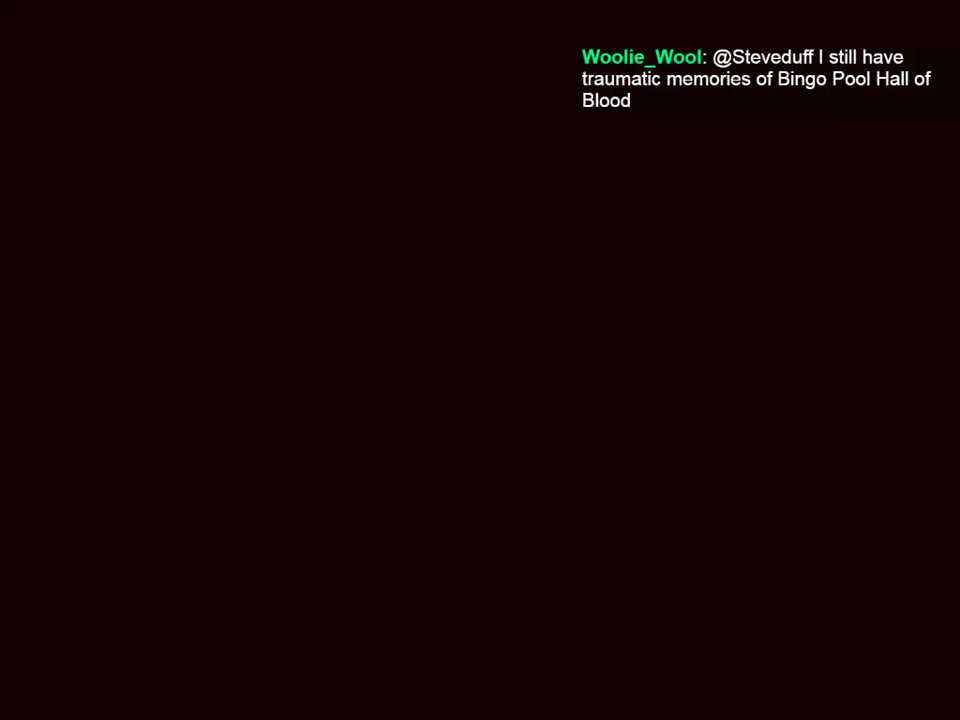 Woolie_Wool: @Steveduff I still have
traumatic memories of Bingo Pool Hall of
Blood